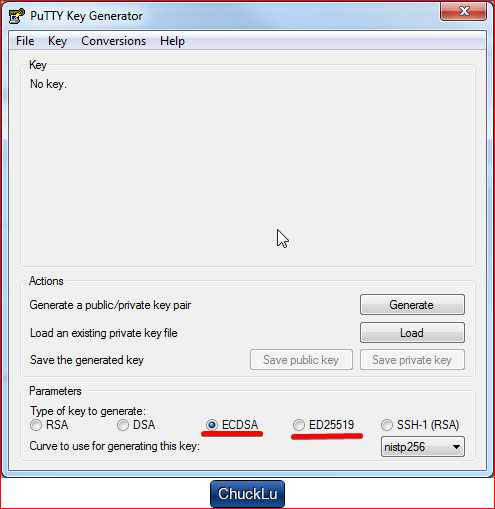 PuTTY Key Generator
File Key Conversions Help
Key
No key.
Actions
Generate a public/private key pair
Generate
Load an existing private key file
Load
Save the generated key
Save public key
Save private key
Parameters
Type of key to generate:
RSA DSA ECDSA ED25519 SSH-1 (RSA)
Curve to use for generating this key:
nistp256
ChuckLu